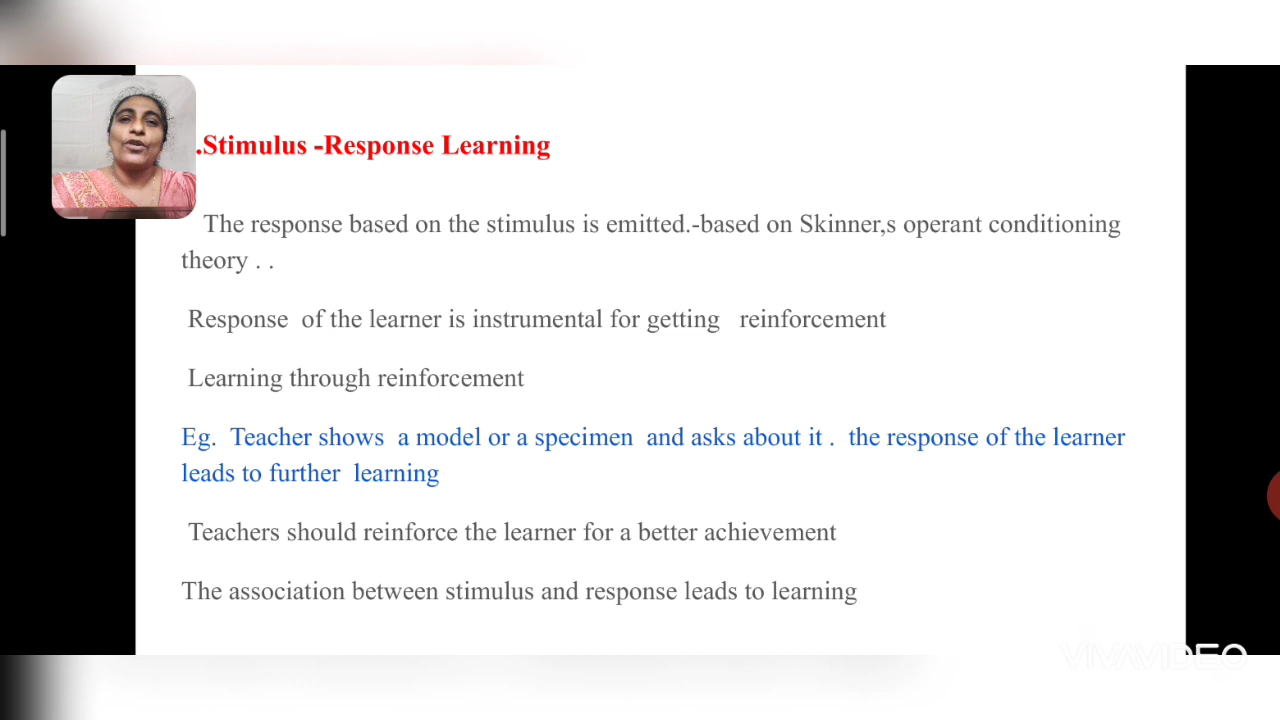 .Stimulus -Response Learning
The response based on the stimulus is emitted.-based on Skinner,s operant conditioning
theory . .
Response of the learner is instrumental for getting reinforcement
Learning through reinforcement
Eg. Teacher shows a model or a specimen and asks about it . the response of the learner
leads to further learning
Teachers should reinforce the learner for a better achievement
The association between stimulus and response leads to learning
VIVAVIDEO